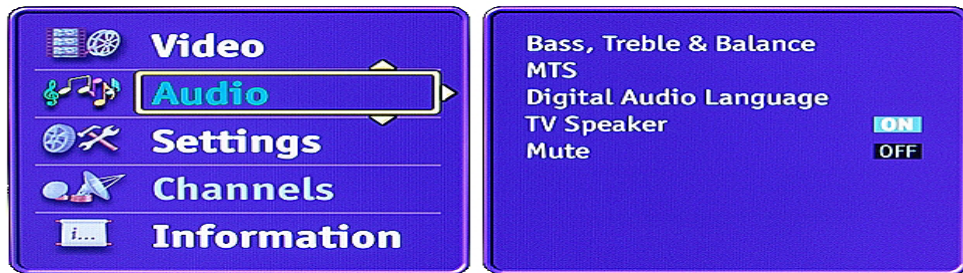 Video
Audio
Settings
Channels
i...
Information
Bass, Treble & Balance
MTS
Digital Audio Language
TV Speaker ON
Mute OFF